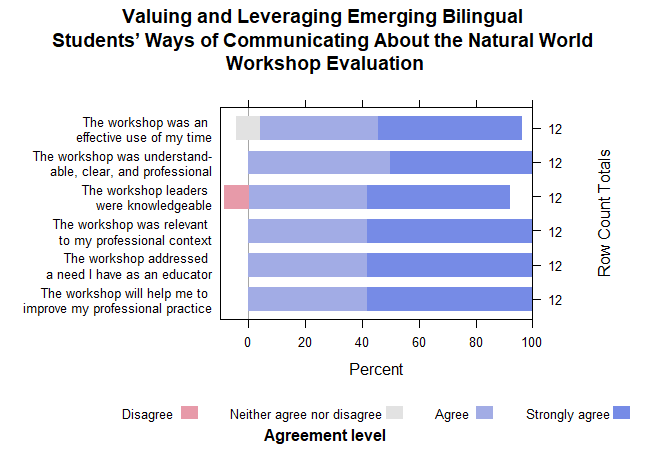 Valuing and Leveraging Emerging Bilingual
Students’ Ways of Communicating About the Natural World
Workshop Evaluation
The workshop was an
effective use of my time
12
The workshop was understand-
able, clear, and professional
12
The workshop leaders
were knowledgeable
12
The workshop was relevant
to my professional context
12
The workshop addressed
a need I have as an educator
12
The workshop will help me to
improve my professional practice
12
Row Count Totals
0 20 40 60 80 100
Percent
Disagree Neither agree nor disagree Agree Strongly agree
Agreement level